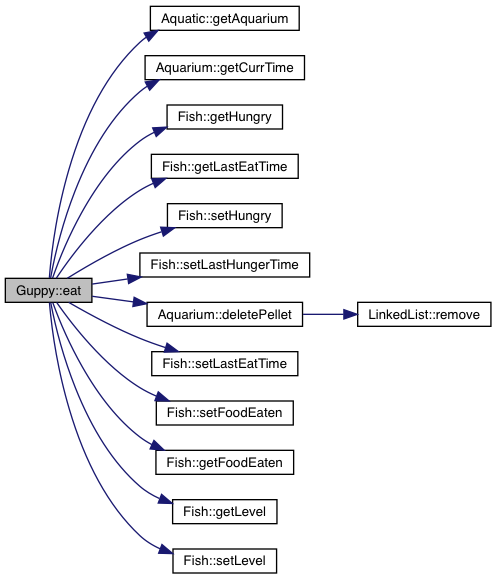 Aquatic::getAquarium
Aquarium::getCurrTime
Fish::getHungry
Fish::getLastEatTime
Fish::setHungry
Fish::setLastHungerTime
Guppy::eat
Aquarium::deletePellet
LinkedList::remove
Fish::setLastEatTime
Fish::setFoodEaten
Fish::getFoodEaten
Fish::getLevel
Fish::setLevel